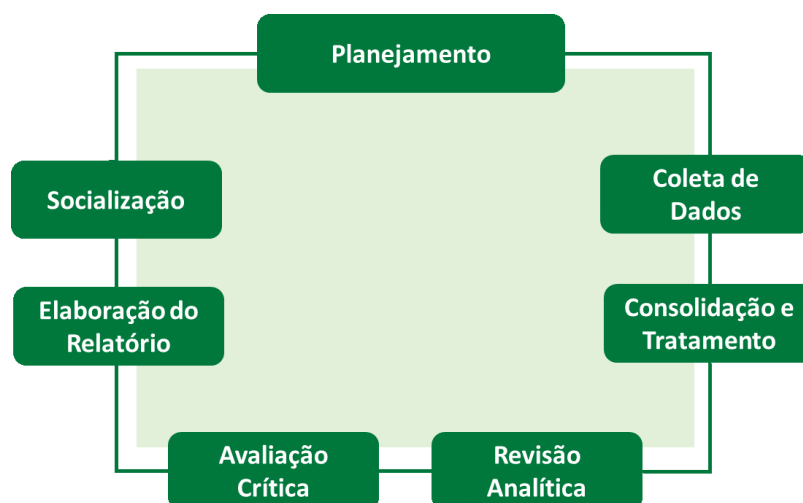 Planejamento
Coleta de
Dados
Consolidação e
Tratamento
Revisão
Analítica
Avaliação
Crítica
Elaboração do
Relatório
Socialização